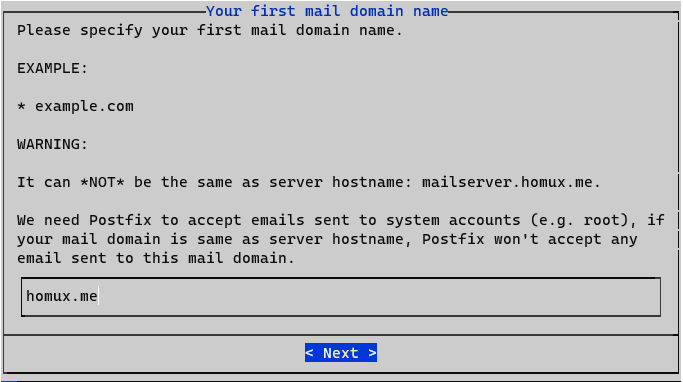 Your first mail domain name
Please specify your first mail domain name.
EXAMPLE:
* example.com
WARNING:
It can *NOT* be the same as server hostname: mailserver.homux.me.
We need Postfix to accept emails sent to system accounts (e.g. root), if
your mail domain is same as server hostname, Postfix won't accept any
email sent to this mail domain.
homux.me
< Next >